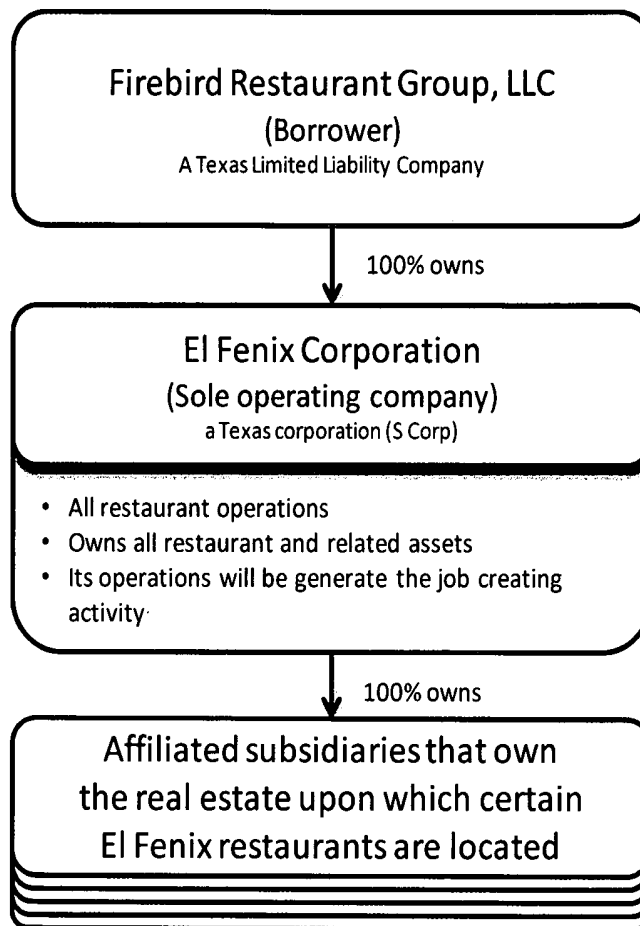 Firebird Restaurant Group, LLC
(Borrower)
A Texas Limited Liability Company
100% owns
El Fenix Corporation
(Sole operating company)
a Texas corporation (S Corp)
• All restaurant operations
• Owns all restaurant and related assets
• Its operations will be generate the job creating
activity
100% owns
Affiliated subsidiaries that own
the real estate upon which certain
El Fenix restaurants are located